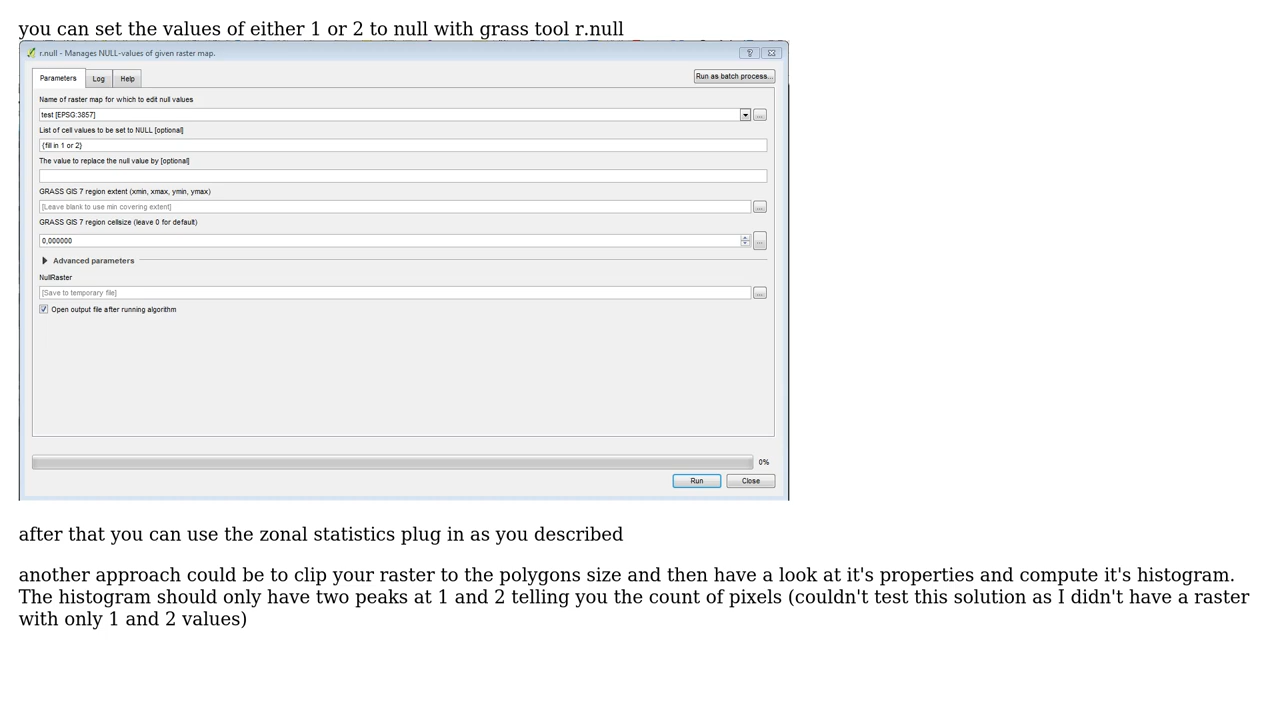 you can set the values of either 1 or 2 to null with grass tool r.null
r.null - Manages NULL-values of given raster map.
Parameters
Log
Help
Run as batch process...
Name of raster map for which to edit null values
test [EPSG:3857]
...
List of cell values to be set to NULL [optional]
(fill in 1 or 2)
The value to replace the null value by [optional]
GRASS GIS 7 region extent (xmin, xmax, ymin, ymax)
[Leave blank to use min covering extent]
...
GRASS GIS 7 region cellsize (leave 0 for default)
0,000000
...
Advanced parameters
NullRaster
[Save to temporary file]
...
Open output file after running algorithm
0%
Run
Close
after that you can use the zonal statistics plug in as you described
another approach could be to clip your raster to the polygons size and then have a look at it's properties and compute it's histogram.
The histogram should only have two peaks at 1 and 2 telling you the count of pixels (couldn't test this solution as I didn't have a raster
with only 1 and 2 values)